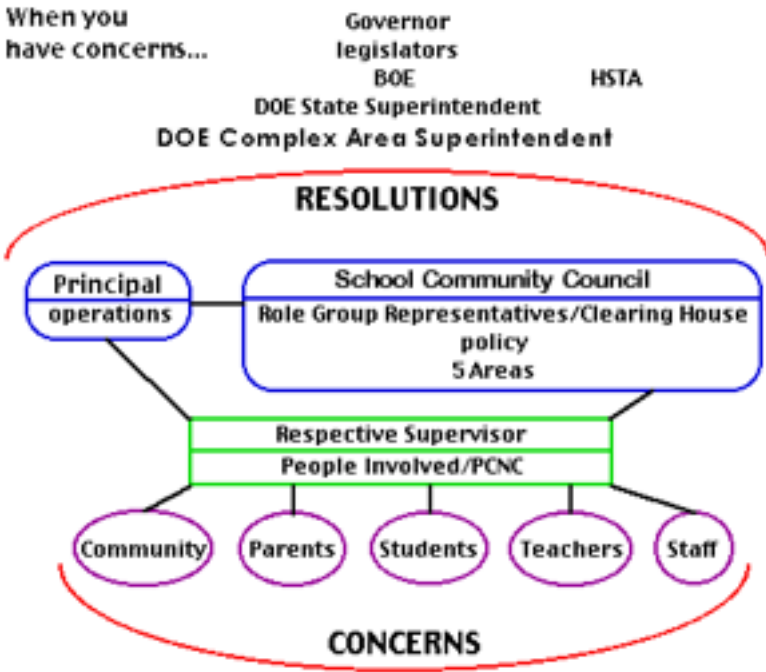 When you
have concerns...
Governor
legislators
BOE HSTA
DOE State Superintendent
DOE Complex Area Superintendent
RESOLUTIONS
Principal
operations
School Community Council
Role Group Representatives/Clearing House
policy
5 Areas
Respective Supervisor
People Involved/PCNC
Community Parents Students Teachers Staff
CONCERNS